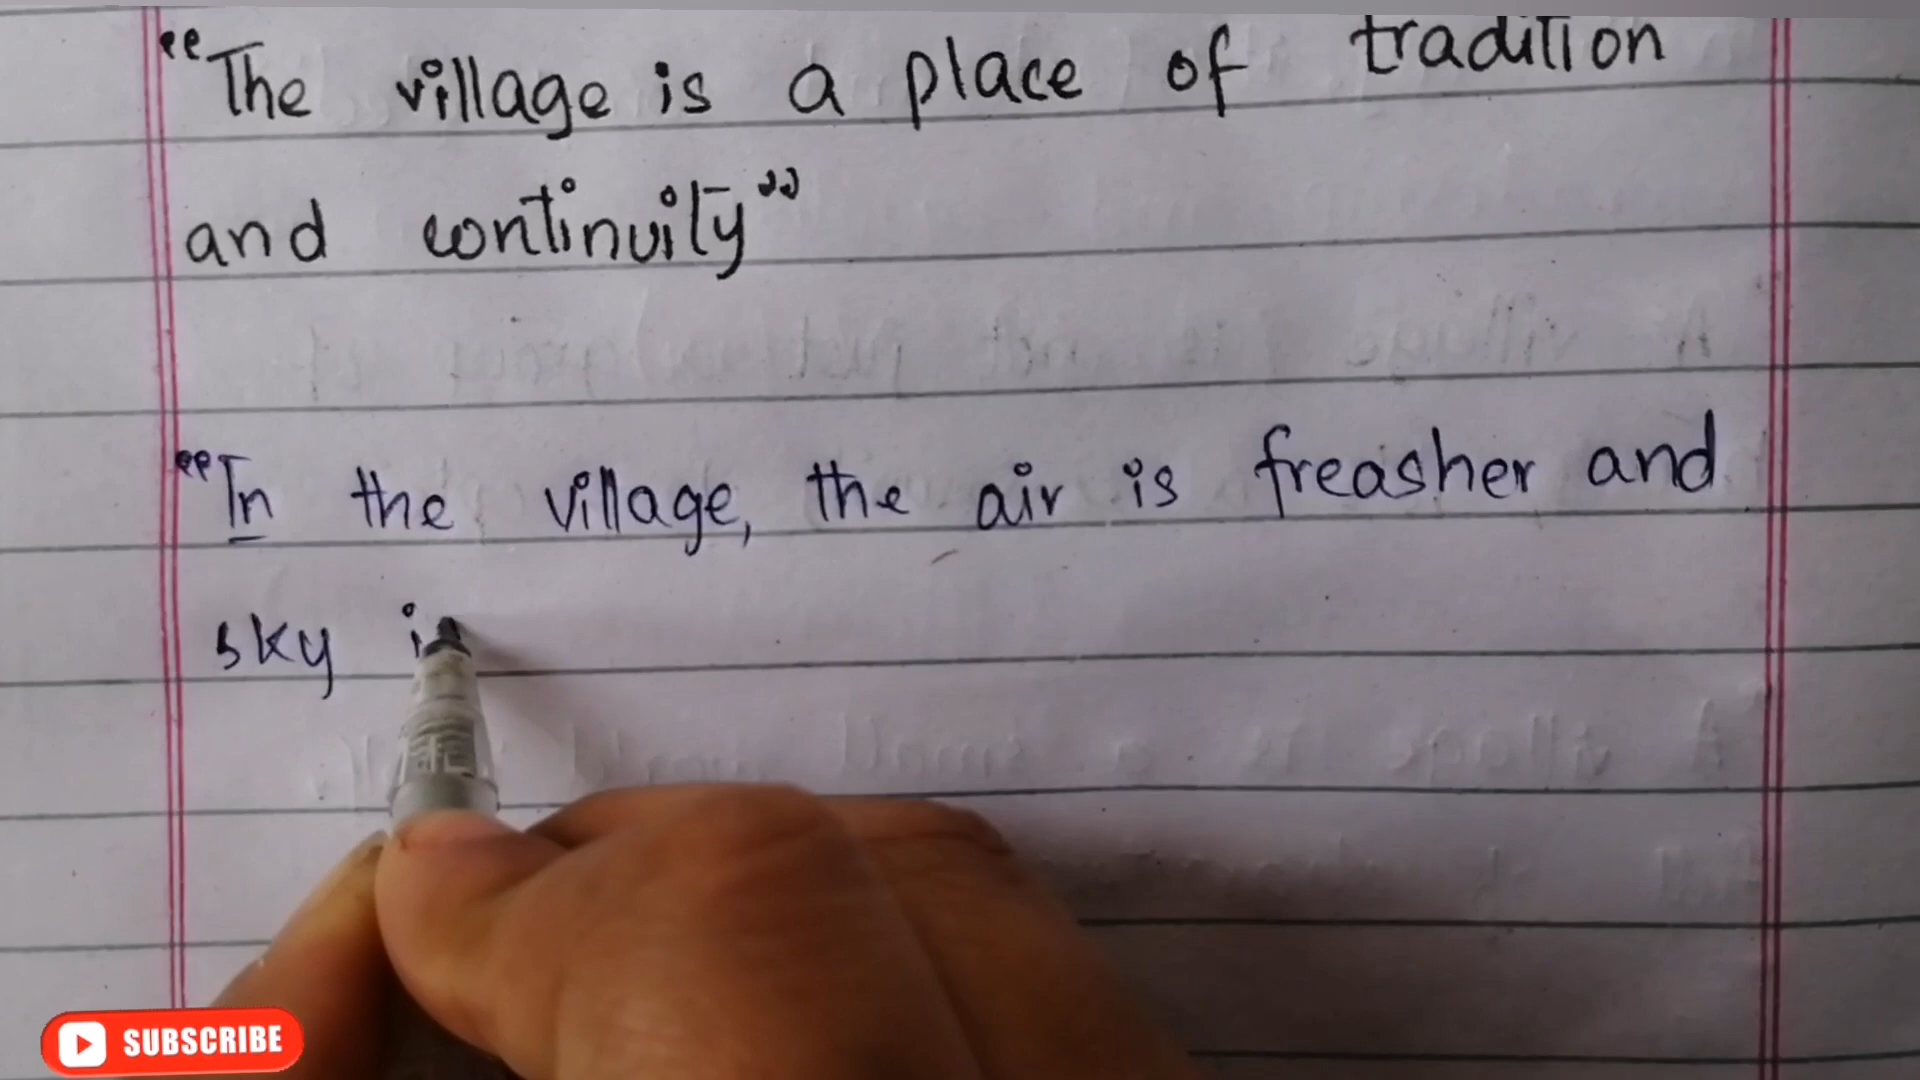 "The village is a place of tradition
and continuity"
"In the village, the air is freasher and
sky i
SUBSCRIBE